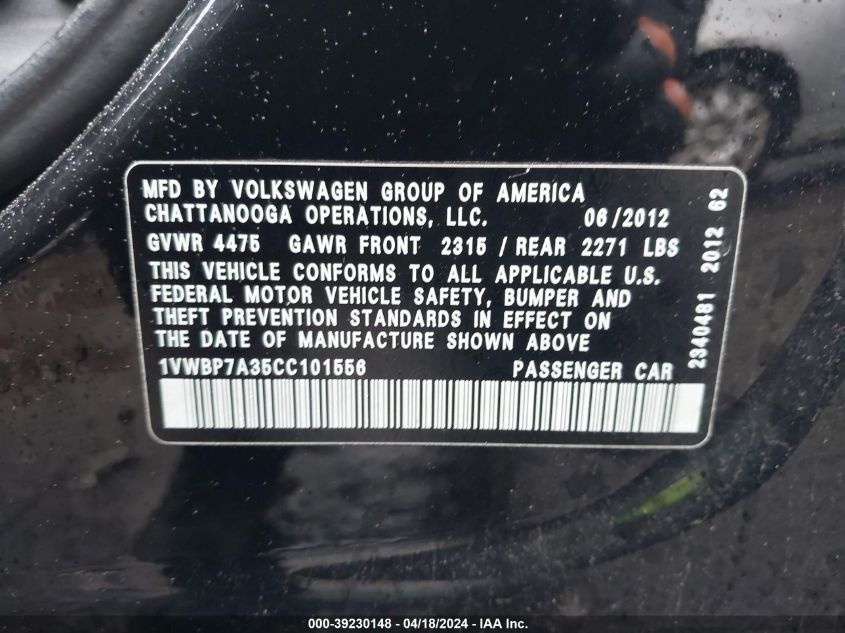 MFD BY VOLKSWAGEN GROUP OF AMERICA
CHATTANOOGA OPERATIONS, LLC. 06/2012
GVWR 4475 GAWR FRONT 2315 / REAR 2271 LBS
THIS VEHICLE CONFORMS TO ALL APPLICABLE U.S.
FEDERAL MOTOR VEHICLE SAFETY, BUMPER AND
THEFT PREVENTION STANDARDS IN EFFECT ON
THE DATE OF MANUFACTURE SHOWN ABOVE
1VWBP7A35CC101556 PASSENGER CAR
2340481 2012 62
000-39230148 - 04/18/2024 - IAA Inc.